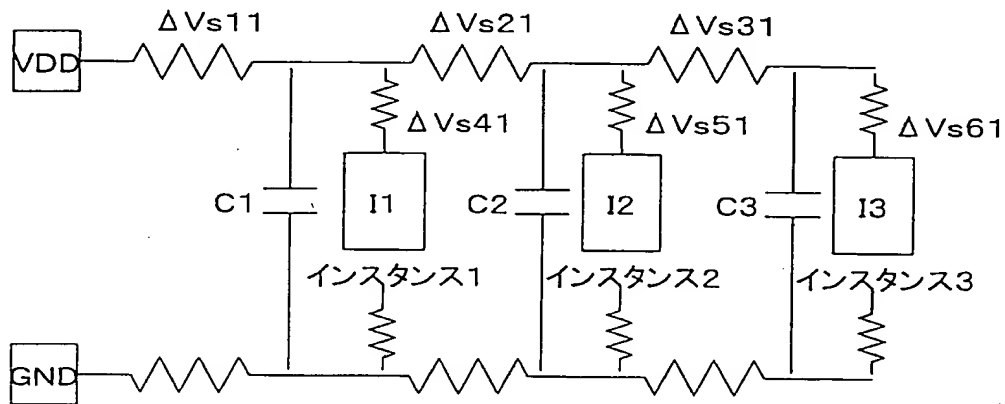 ΔVs11
ΔVs21
ΔVs31
VDD
ΔVs41
ΔVs51
ΔVs61
C1
I1
C2
I2
C3
I3
インスタンス1
インスタンス2
インスタンス3
GND